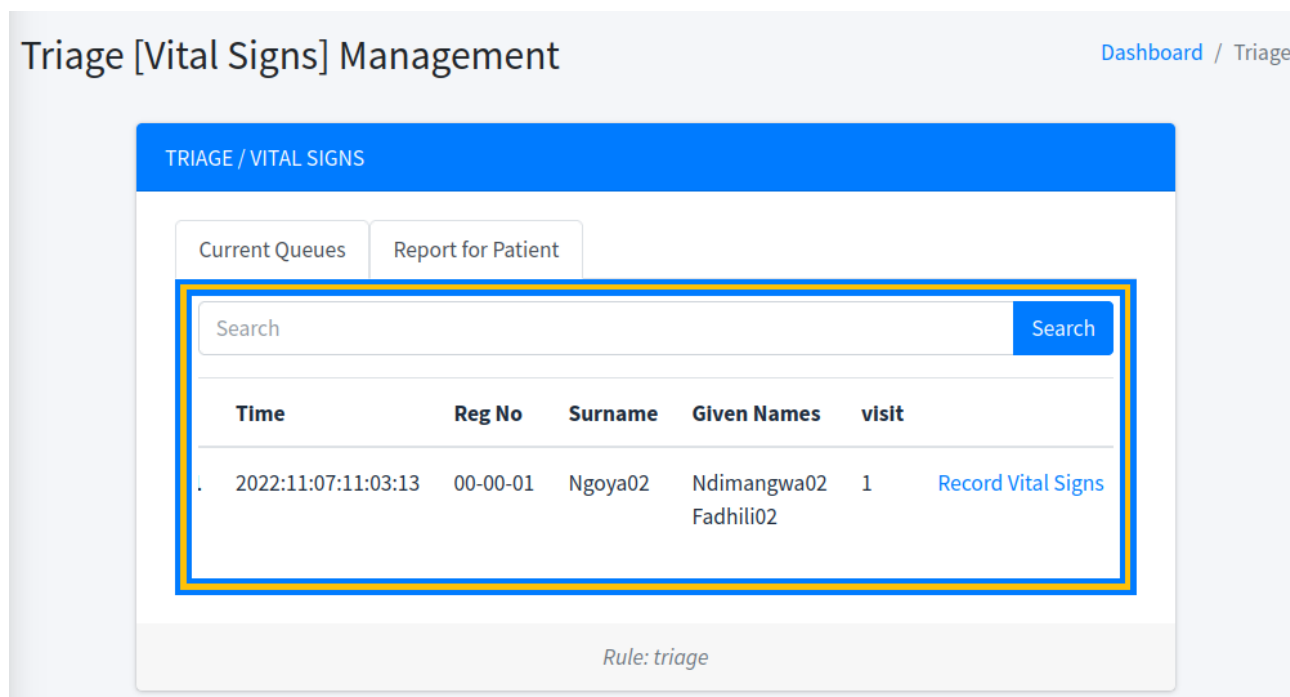 Triage [Vital Signs] Management
Dashboard / Triage
TRIAGE / VITAL SIGNS
Current Queues Report for Patient
Search Search
Time Reg No Surname Given Names visit
. 2022:11:07:11:03:13 00-00-01 Ngoya02 Ndimangwa02 1 Record Vital Signs
Fadhili02
Rule: triage